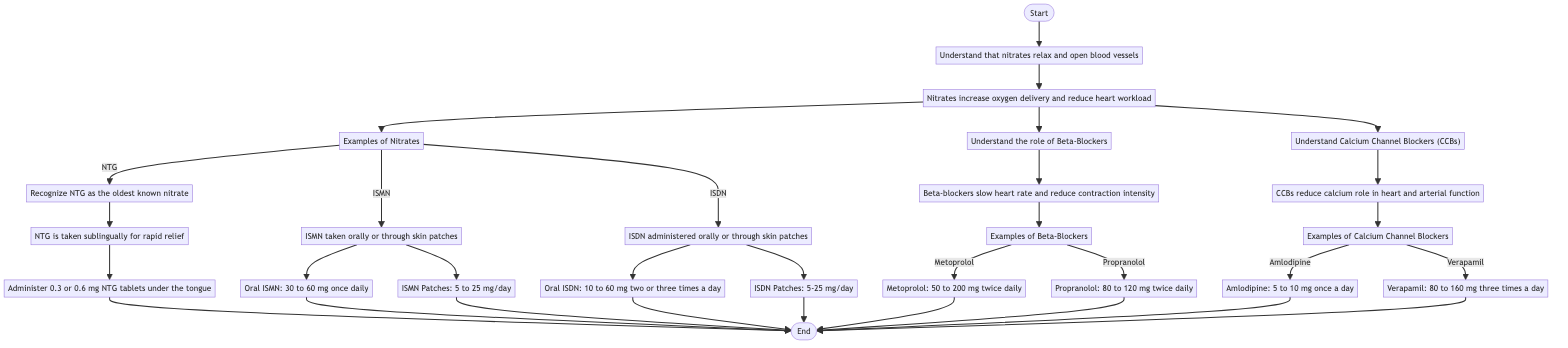 Start
Understand that nitrates relax and open blood vessels
Nitrates increase oxygen delivery and reduce heart workload
Examples of Nitrates
Understand the role of Beta-Blockers
Understand Calcium Channel Blockers (CCBs)
NTG
ISMN
ISDN
Recognize NTG as the oldest known nitrate
Beta-blockers slow heart rate and reduce contraction intensity
CCBs reduce calcium role in heart and arterial function
NTG is taken sublingually for rapid relief
ISMN taken orally or through skin patches
ISDN administered orally or through skin patches
Examples of Beta-Blockers
Examples of Calcium Channel Blockers
Metoprolol
Propranolol
Amlodipine
Verapamil
Administer 0.3 or 0.6 mg NTG tablets under the tongue
Oral ISMN: 30 to 60 mg once daily
ISMN Patches: 5 to 25 mg/day
Oral ISDN: 10 to 60 mg two or three times a day
ISDN Patches: 5-25 mg/day
Metoprolol: 50 to 200 mg twice daily
Propranolol: 80 to 120 mg twice daily
Amlodipine: 5 to 10 mg once a day
Verapamil: 80 to 160 mg three times a day
End